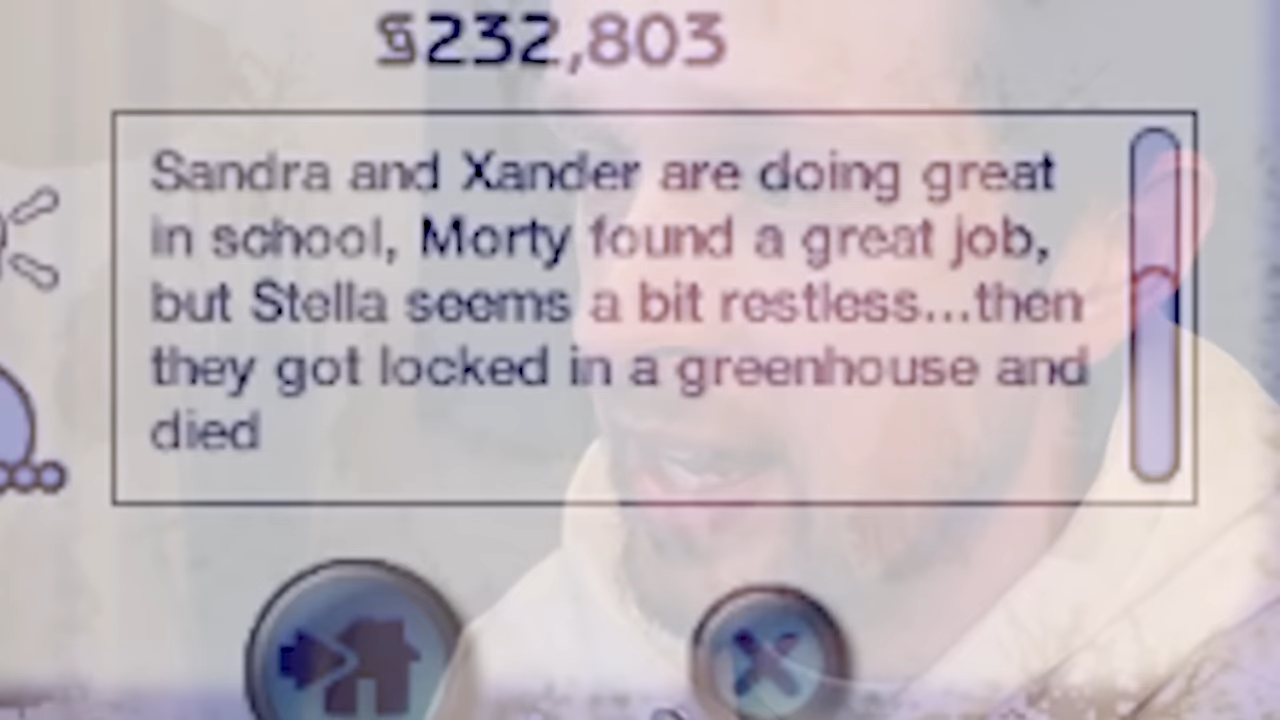 §232,803
Sandra and Xander are doing great
in school, Morty found a great job,
but Stella seems a bit restless...then
they got locked in a greenhouse and
died